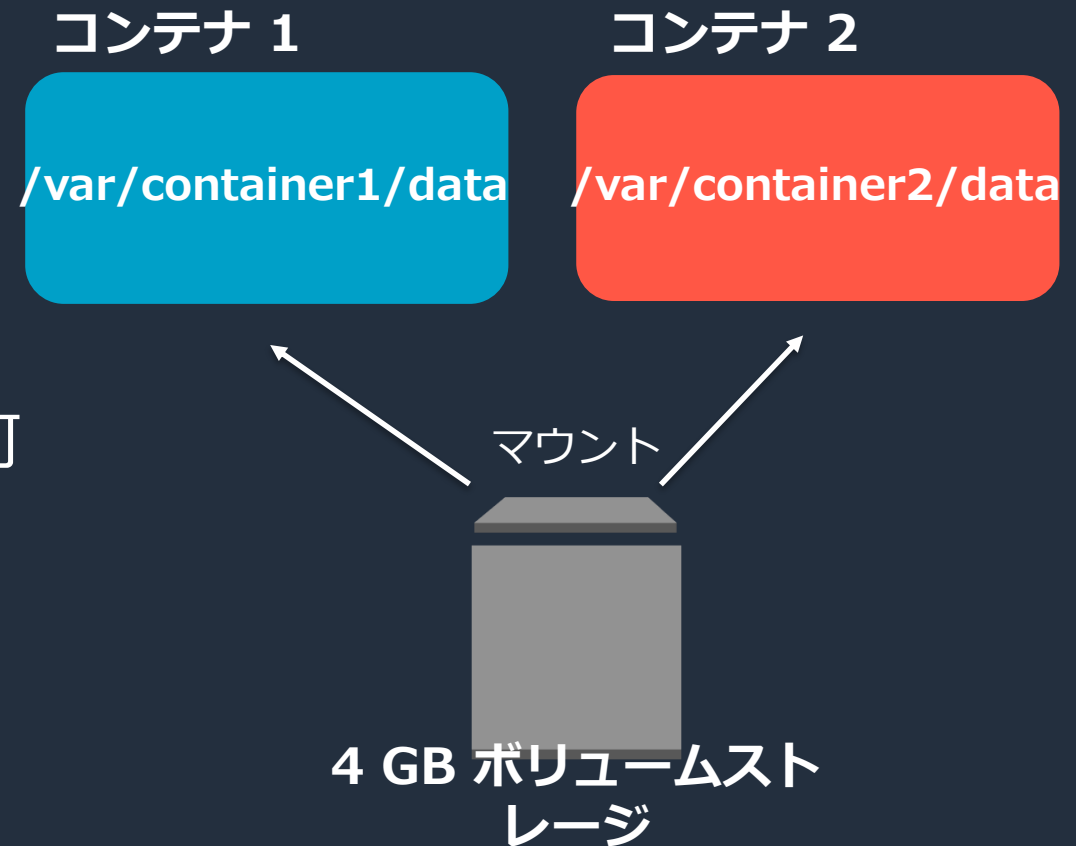 コンテナ 1
コンテナ 2
/var/container1/data
/var/container2/data
可
マウント
4 GB ボリュームスト
レージ